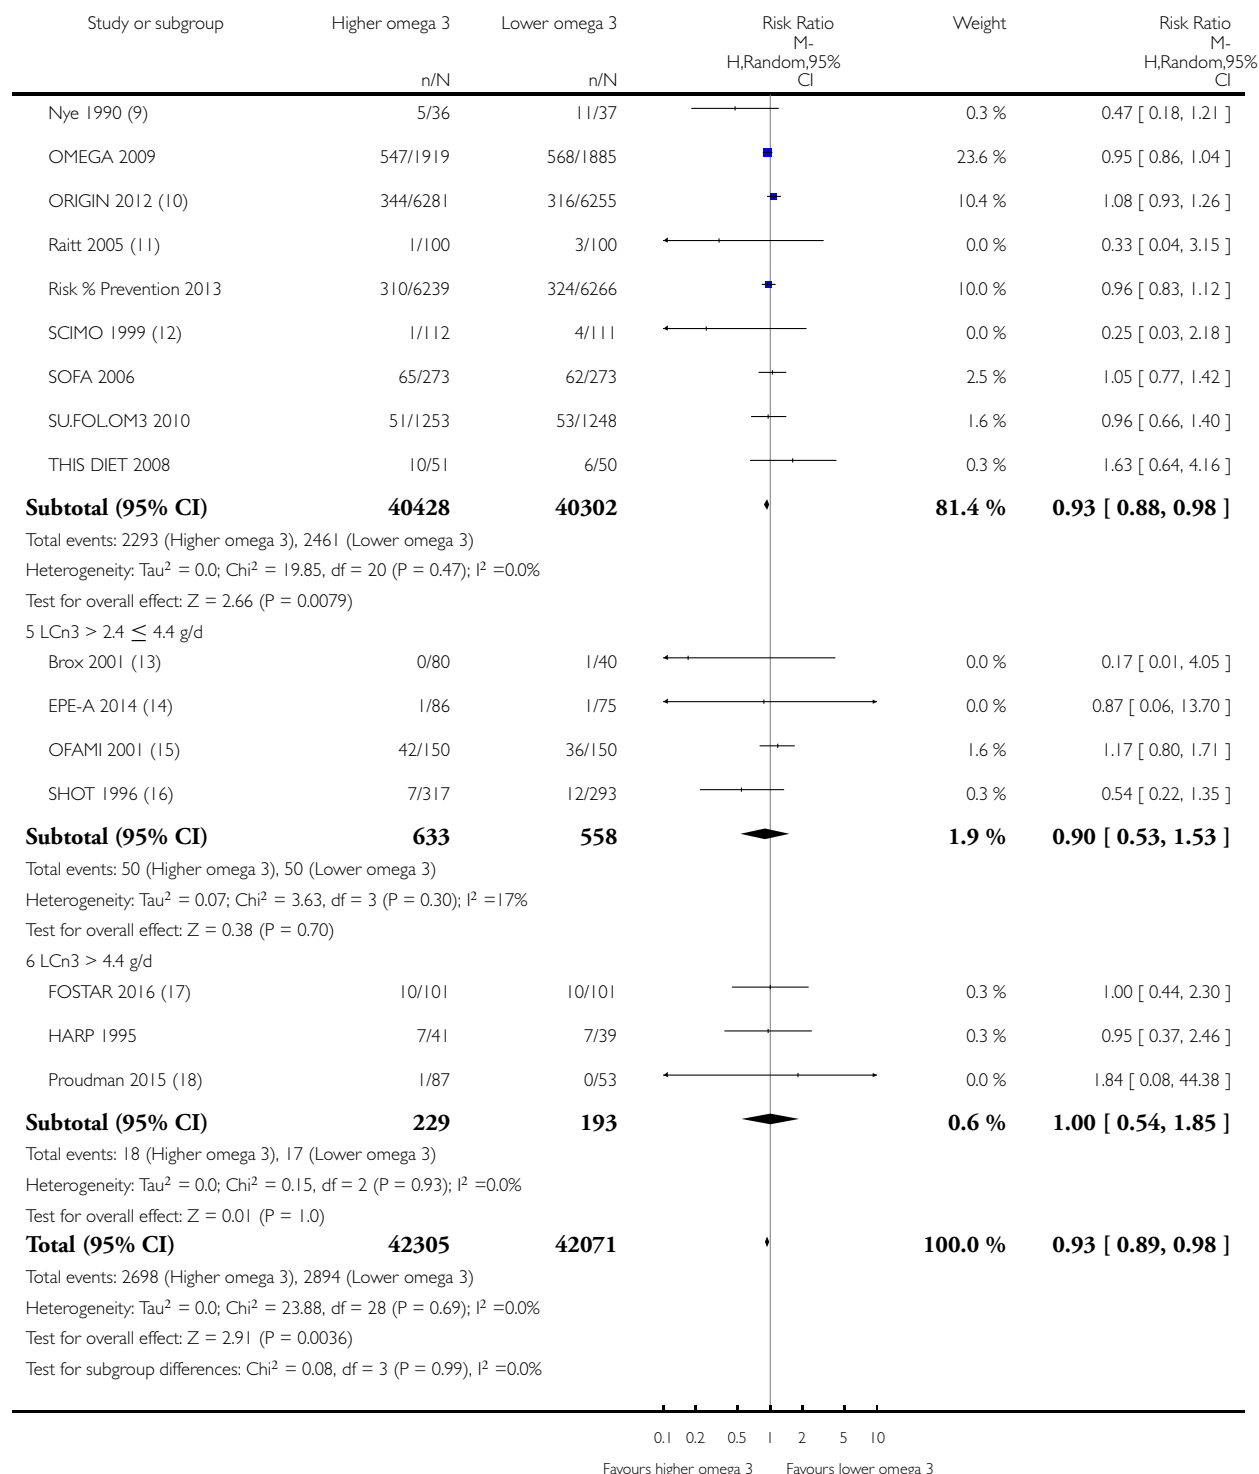 Study or subgroup Higher omega 3 Lower omega 3 Risk Ratio Weight Risk Ratio
M- M-
H,Random,95% H,Random,95%
n/N n/N CI CI
Nye 1990 (9) 5/36 11/37 0.3 % 0.47 [ 0.18, 1.21 ]
OMEGA 2009 547/1919 568/1885 23.6 % 0.95 [ 0.86, 1.04 ]
ORIGIN 2012 (10) 344/6281 316/6255 10.4 % 1.08 [ 0.93, 1.26 ]
Raitt 2005 (11) 1/100 3/100 0.0 % 0.33 [ 0.04, 3.15 ]
Risk % Prevention 2013 310/6239 324/6266 10.0 % 0.96 [ 0.83, 1.12 ]
SCIMO 1999 (12) 1/112 4/111 0.0 % 0.25 [ 0.03, 2.18 ]
SOFA 2006 65/273 62/273 2.5 % 1.05 [ 0.77, 1.42 ]
SU.FOL.OM3 2010 51/1253 53/1248 1.6 % 0.96 [ 0.66, 1.40 ]
THIS DIET 2008 10/51 6/50 0.3 % 1.63 [ 0.64, 4.16 ]
Subtotal (95% CI) 40428 40302 81.4 % 0.93 [ 0.88, 0.98 ]
Total events: 2293 (Higher omega 3), 2461 (Lower omega 3)
Heterogeneity: Tau² = 0.0; Chi² = 19.85, df = 20 (P = 0.47); I² =0.0%
Test for overall effect: Z = 2.66 (P = 0.0079)
5 LCn3 > 2.4 ≤ 4.4 g/d
Brox 2001 (13) 0/80 1/40 0.0 % 0.17 [ 0.01, 4.05 ]
EPE-A 2014 (14) 1/86 1/75 0.0 % 0.87 [ 0.06, 13.70 ]
OFAMI 2001 (15) 42/150 36/150 1.6 % 1.17 [ 0.80, 1.71 ]
SHOT 1996 (16) 7/317 12/293 0.3 % 0.54 [ 0.22, 1.35 ]
Subtotal (95% CI) 633 558 1.9 % 0.90 [ 0.53, 1.53 ]
Total events: 50 (Higher omega 3), 50 (Lower omega 3)
Heterogeneity: Tau² = 0.07; Chi² = 3.63, df = 3 (P = 0.30); I² =17%
Test for overall effect: Z = 0.38 (P = 0.70)
6 LCn3 > 4.4 g/d
FOSTAR 2016 (17) 10/101 10/101 0.3 % 1.00 [ 0.44, 2.30 ]
HARP 1995 7/41 7/39 0.3 % 0.95 [ 0.37, 2.46 ]
Proudman 2015 (18) 1/87 0/53 0.0 % 1.84 [ 0.08, 44.38 ]
Subtotal (95% CI) 229 193 0.6 % 1.00 [ 0.54, 1.85 ]
Total events: 18 (Higher omega 3), 17 (Lower omega 3)
Heterogeneity: Tau² = 0.0; Chi² = 0.15, df = 2 (P = 0.93); I² =0.0%
Test for overall effect: Z = 0.01 (P = 1.0)
Total (95% CI) 42305 42071 100.0 % 0.93 [ 0.89, 0.98 ]
Total events: 2698 (Higher omega 3), 2894 (Lower omega 3)
Heterogeneity: Tau² = 0.0; Chi² = 23.88, df = 28 (P = 0.69); I² =0.0%
Test for overall effect: Z = 2.91 (P = 0.0036)
Test for subgroup differences: Chi² = 0.08, df = 3 (P = 0.99), I² =0.0%
0.1 0.2 0.5 1 2 5 10
Favours higher omega 3 Favours lower omega 3